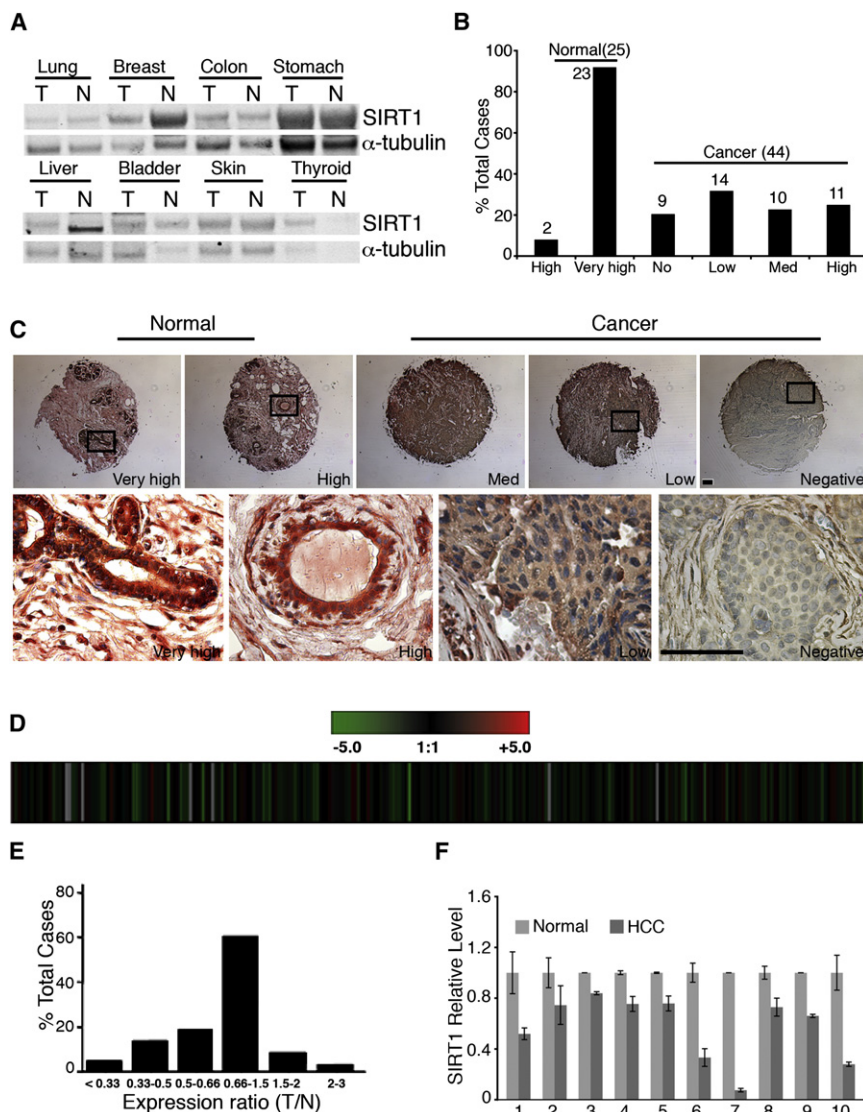 A
Lung Breast Colon Stomach
T N T N T N T N
SIRT1
α-tubulin
Liver Bladder Skin Thyroid
T N T N T N T N
SIRT1
α-tubulin
B
% Total Cases
100
80
60
40
20
0
Normal(25)
23
2
Cancer (44)
9
14
10
11
High Very high No Low Med High
C
Normal Cancer
Very high High Med Low Negative
Very high High Low Negative
D
-5.0 1:1 +5.0
E
% Total Cases
80
60
40
20
0
< 0.33 0.33-0.5 0.5-0.66 0.66-1.5 1.5-2 2-3
Expression ratio (T/N)
F
SIRT1 Relative Level
1.6
1.2
0.8
0.4
0
Normal HCC
1 2 3 4 5 6 7 8 9 10